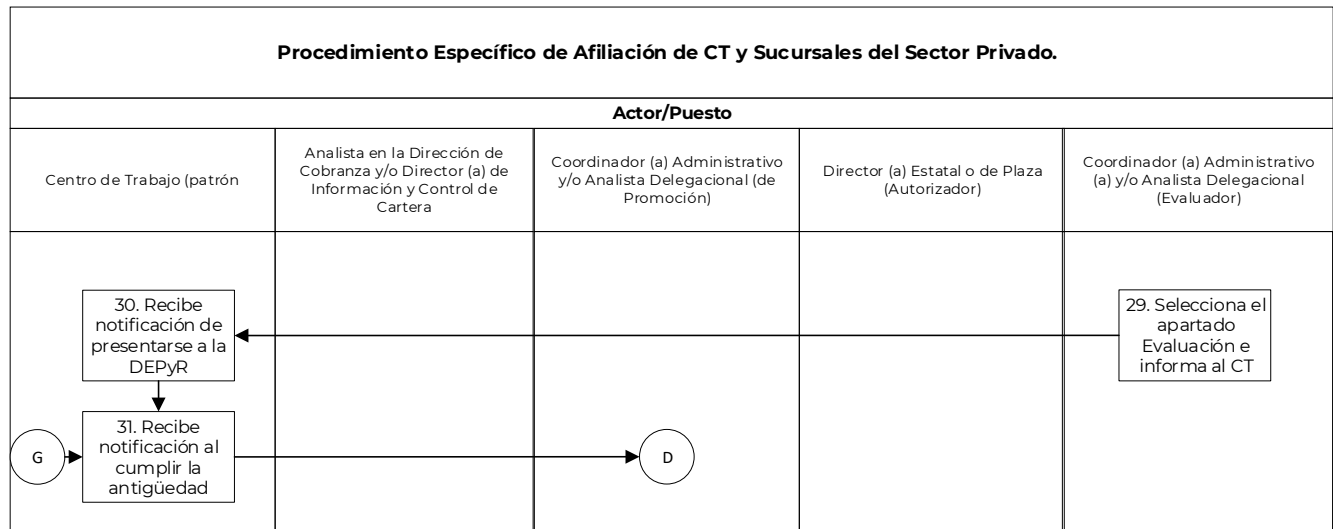 Procedimiento Específico de Afiliación de CT y Sucursales del Sector Privado.
Actor/Puesto
Centro de Trabajo (patrón
Analista en la Dirección de
Cobranza y/o Director (a) de
Información y Control de
Cartera
Coordinador (a) Administrativo
y/o Analista Delegacional (de
Promoción)
Director (a) Estatal o de Plaza
(Autorizador)
Coordinador (a) Administrativo
(a) y/o Analista Delegacional
(Evaluador)
30. Recibe
notificación de
presentarse a la
DEPyR
29. Selecciona el
apartado
Evaluación e
informa al CT
G
31. Recibe
notificación al
cumplir la
antigüedad
D